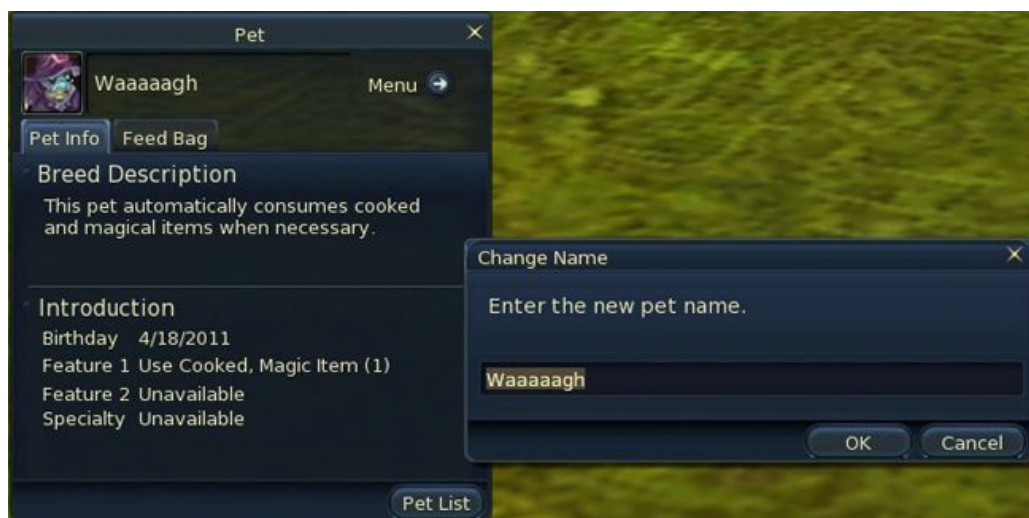 Pet
Waaaaagh
Menu
Pet Info Feed Bag
Breed Description
This pet automatically consumes cooked
and magical items when necessary.
Introduction
Birthday 4/18/2011
Feature 1 Use Cooked, Magic Item (1)
Feature 2 Unavailable
Specialty Unavailable
Pet List
Change Name
Enter the new pet name.
Waaaaagh
OK Cancel